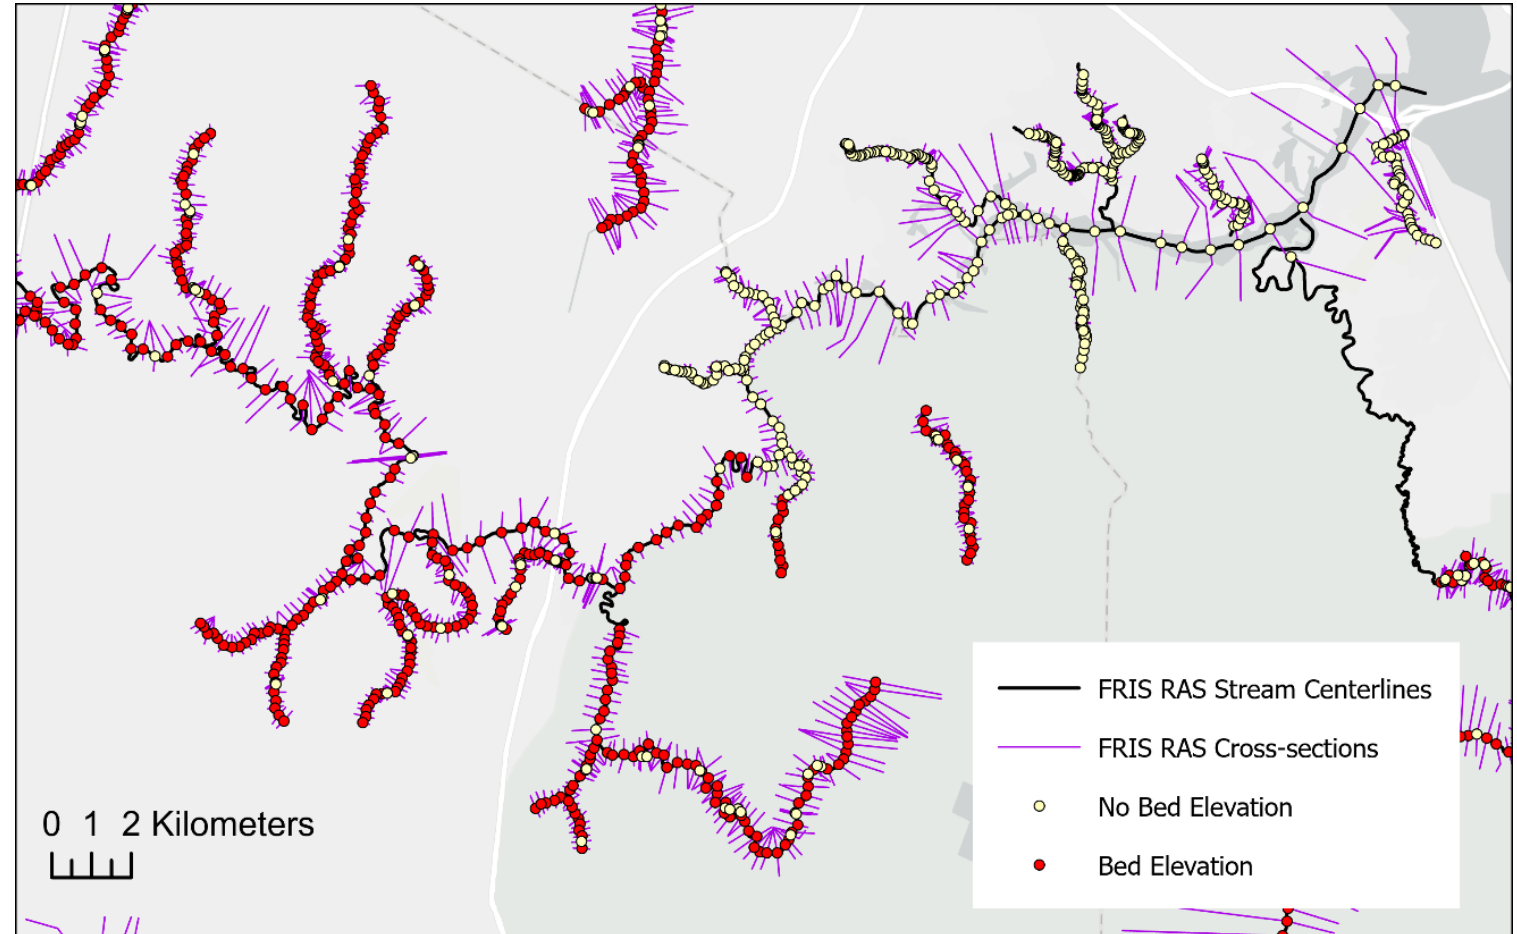 FRIS RAS Stream Centerlines
FRIS RAS Cross-sections
No Bed Elevation
Bed Elevation
0 1 2 Kilometers